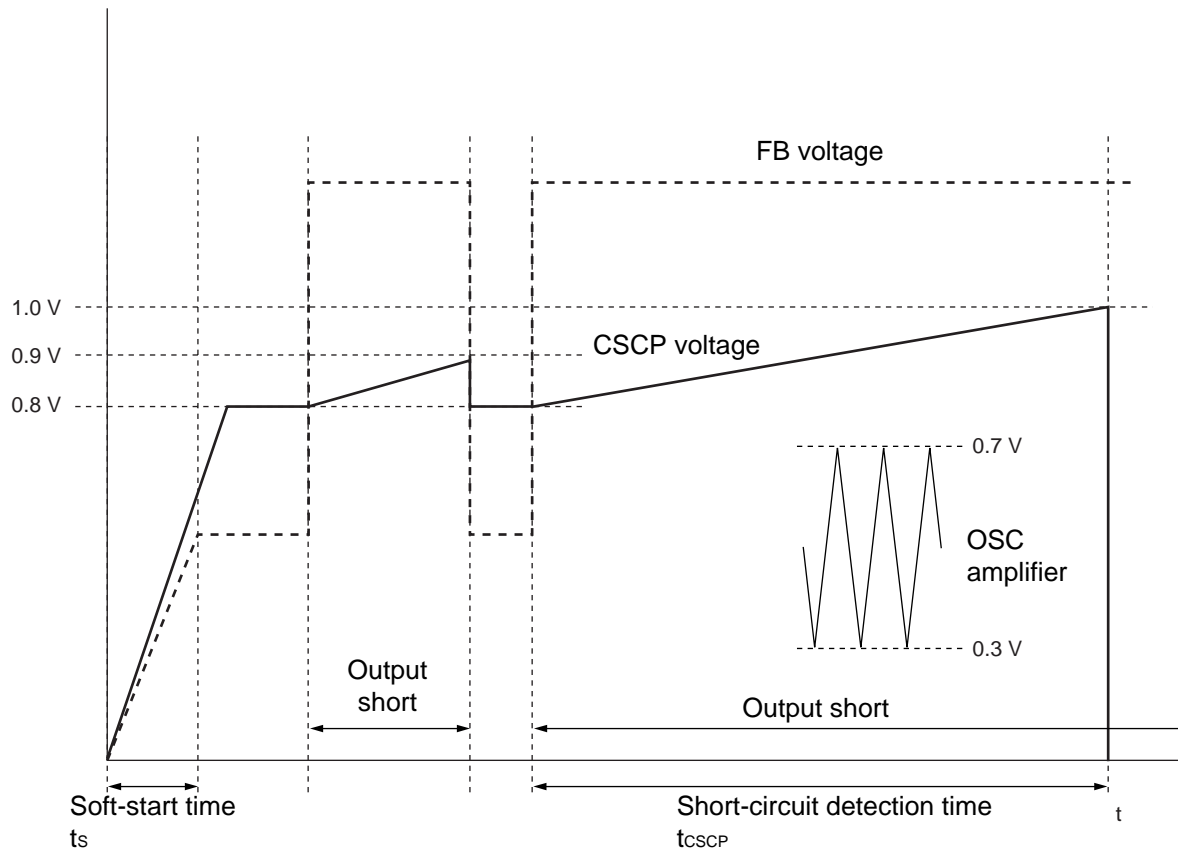 FB voltage
1.0 V
0.9 V
CSCP voltage
0.8 V
0.7 V
OSC
amplifier
0.3 V
Output
short
Output short
Soft-start time
tS
Short-circuit detection time
tCSCP
t